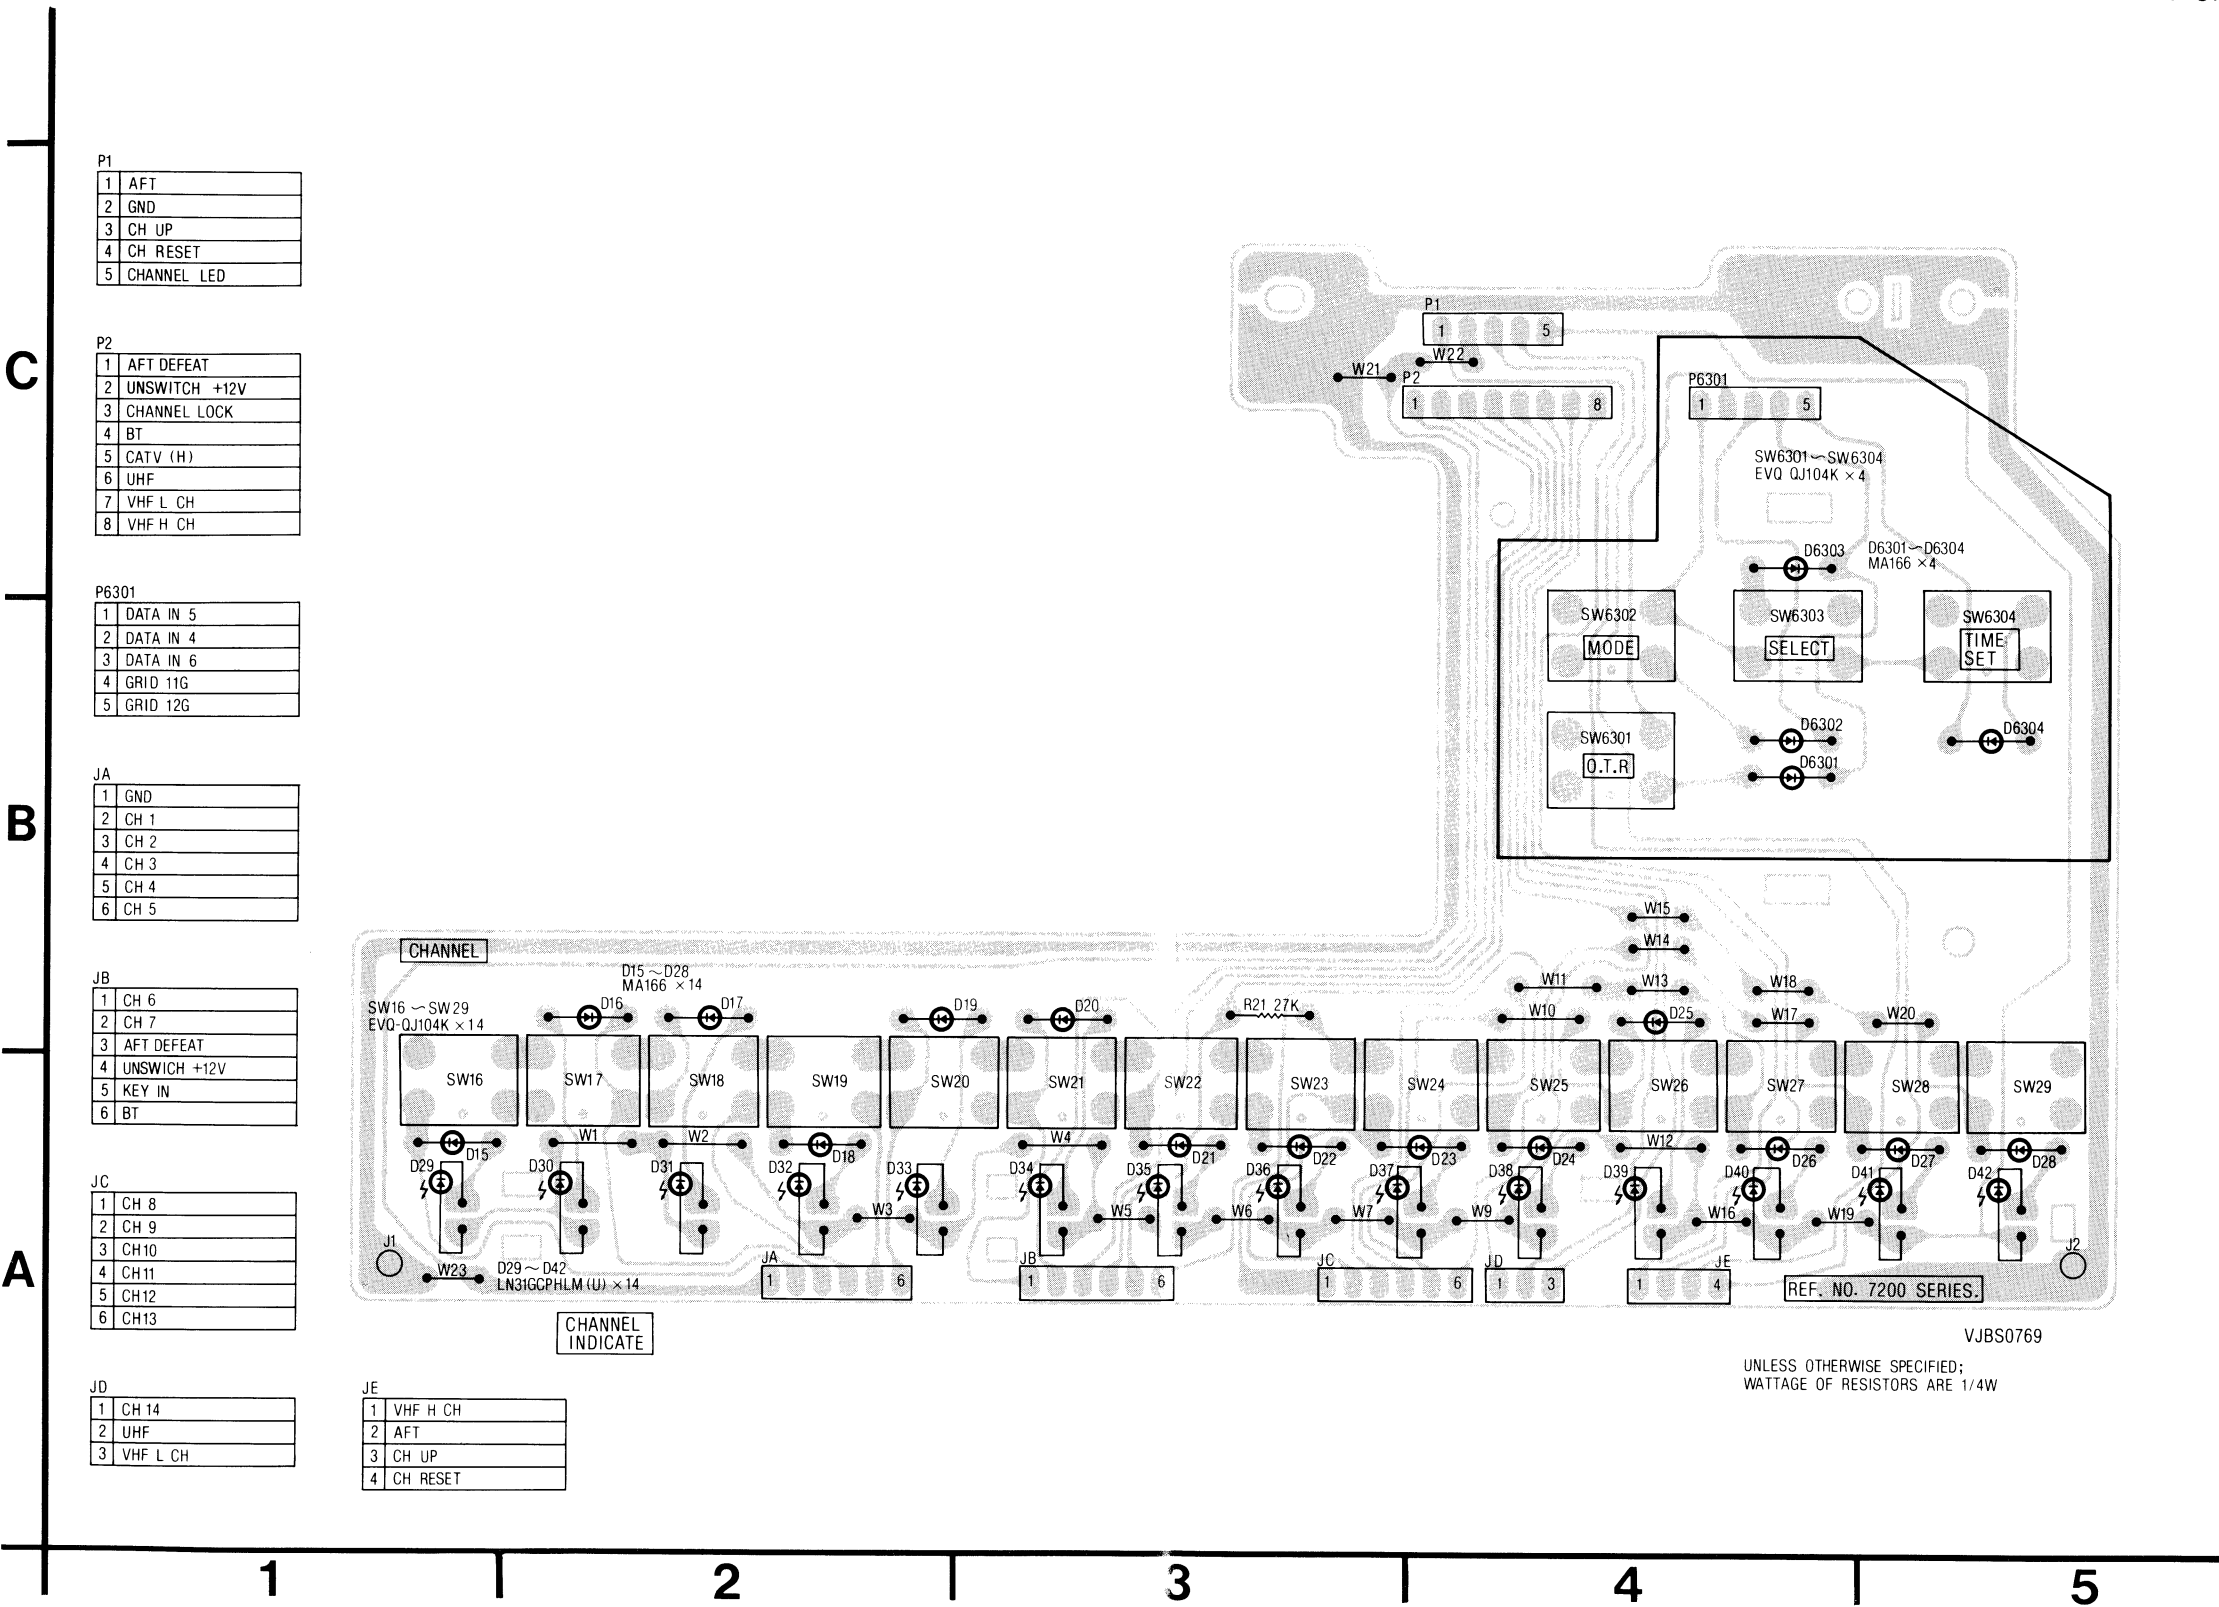 P1
1 AFT
2 GND
3 CH UP
4 CH RESET
5 CHANNEL LED
P2
1 AFT DEFEAT
2 UNSWITCH +12V
3 CHANNEL LOCK
4 BT
5 CATV (H)
6 UHF
7 VHF L CH
8 VHF H CH
P6301
1 DATA IN 5
2 DATA IN 4
3 DATA IN 6
4 GRID 11G
5 GRID 12G
JA
1 GND
2 CH 1
3 CH 2
4 CH 3
5 CH 4
6 CH 5
JB
1 CH 6
2 CH 7
3 AFT DEFEAT
4 UNSWICH +12V
5 KEY IN
6 BT
JC
1 CH 8
2 CH 9
3 CH10
4 CH11
5 CH12
6 CH13
JD
1 CH 14
2 UHF
3 VHF L CH
JE
1 VHF H CH
2 AFT
3 CH UP
4 CH RESET
C
B
A
P1
1 5
W22
W21
P2
1 8
P6301
1 5
SW6301~SW6304
EVQ QJ104K ×4
D6303
D6301~D6304
MA166 ×4
SW6302
MODE
SW6303
SELECT
SW6304
TIME
SET
SW6301
O.T.R
D6302
D6301
D6304
W15
W14
W11 W13 W18
W10 D25 W17 W20
CHANNEL
D15~D28
MA166 ×14
SW16~SW29
EVQ-QJ104K ×14
D16 D17 D19 D20 R21 27K
SW16 SW17 SW18 SW19 SW20 SW21 SW22 SW23 SW24 SW25 SW26 SW27 SW28 SW29
D15 W1 W2 D18 W4 D21 D22 D23 D24 W12 D26 D27 D28
D29 D30 D31 D32 D33 D34 D35 D36 D37 D38 D39 D40 D41 D42
W3 W5 W6 W7 W9 W16 W19
J1 J2
W23
D29~D42
LN31GCPHLM(U) ×14
JA
1 6
JB
1 6
JC
1 6
JD
1 3
JE
1 4
REF. NO. 7200 SERIES.
CHANNEL
INDICATE
VJBS0769
UNLESS OTHERWISE SPECIFIED;
WATTAGE OF RESISTORS ARE 1/4W
1 2 3 4 5